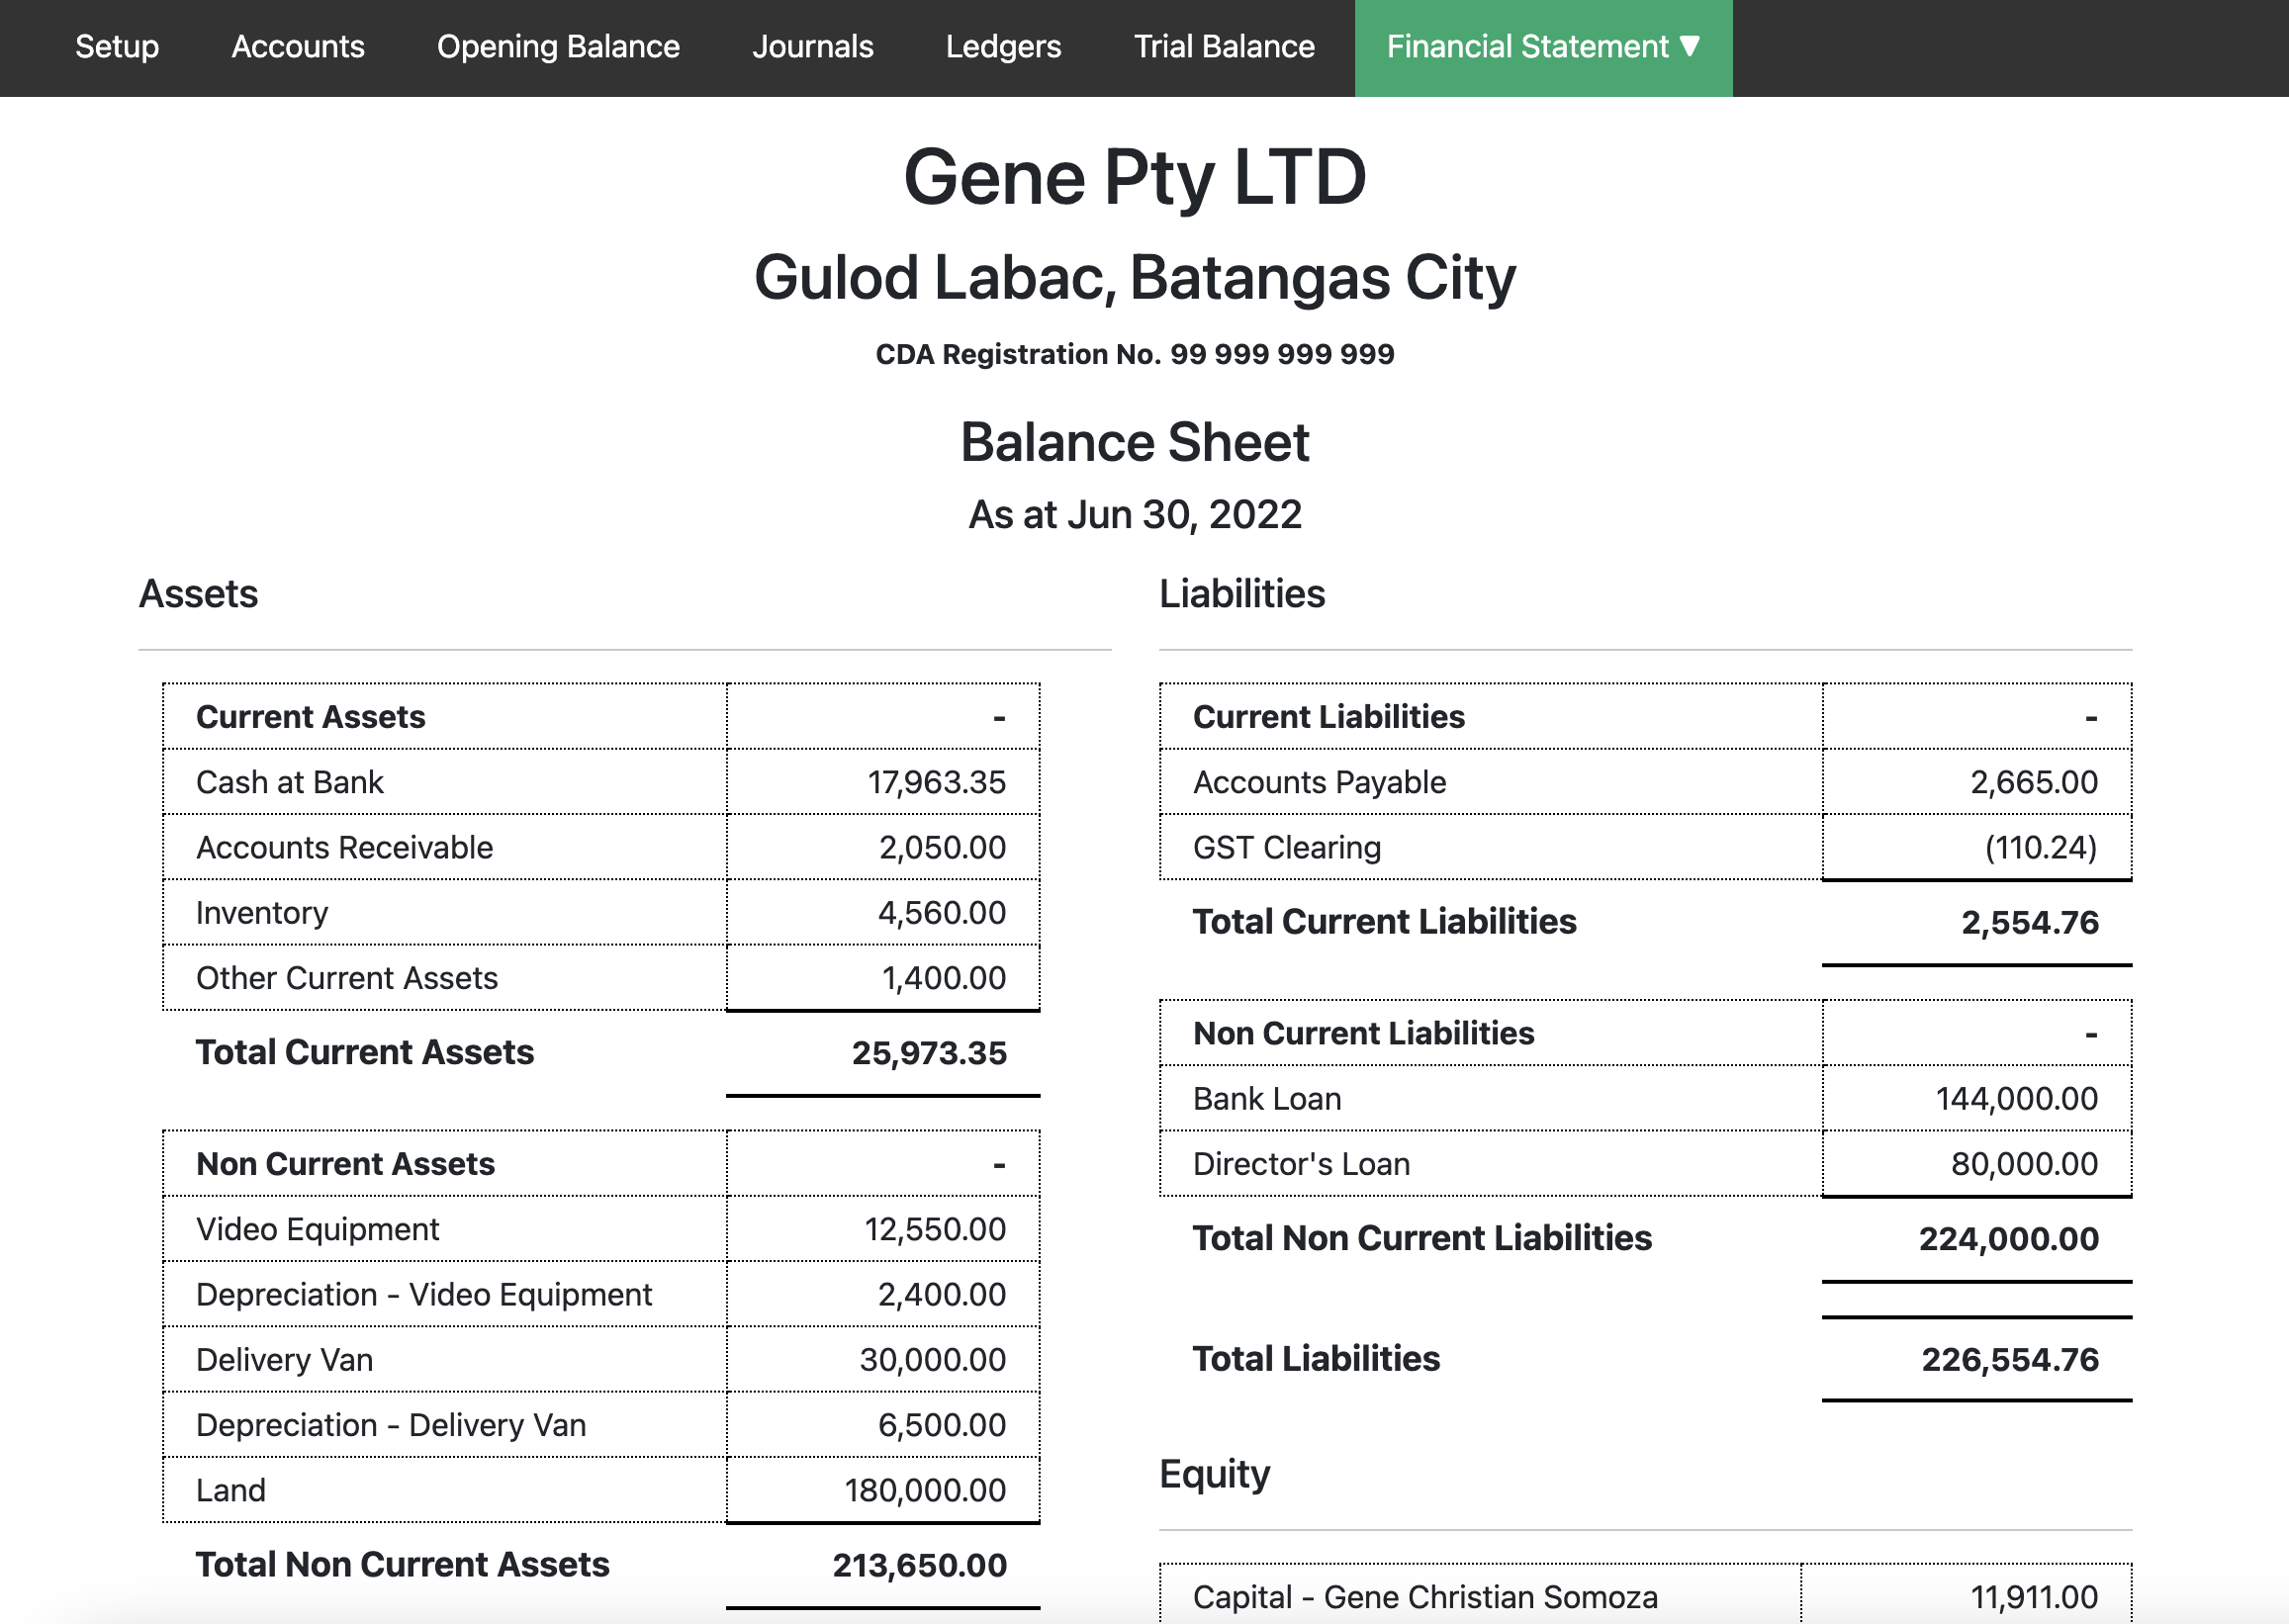 Setup Accounts Opening Balance Journals Ledgers Trial Balance Financial Statement ▼
Gene Pty LTD
Gulod Labac, Batangas City
CDA Registration No. 99 999 999 999
Balance Sheet
As at Jun 30, 2022
Assets
Current Assets -
Cash at Bank 17,963.35
Accounts Receivable 2,050.00
Inventory 4,560.00
Other Current Assets 1,400.00
Total Current Assets 25,973.35
Non Current Assets -
Video Equipment 12,550.00
Depreciation - Video Equipment 2,400.00
Delivery Van 30,000.00
Depreciation - Delivery Van 6,500.00
Land 180,000.00
Total Non Current Assets 213,650.00
Liabilities
Current Liabilities -
Accounts Payable 2,665.00
GST Clearing (110.24)
Total Current Liabilities 2,554.76
Non Current Liabilities -
Bank Loan 144,000.00
Director's Loan 80,000.00
Total Non Current Liabilities 224,000.00
Total Liabilities 226,554.76
Equity
Capital - Gene Christian Somoza 11,911.00